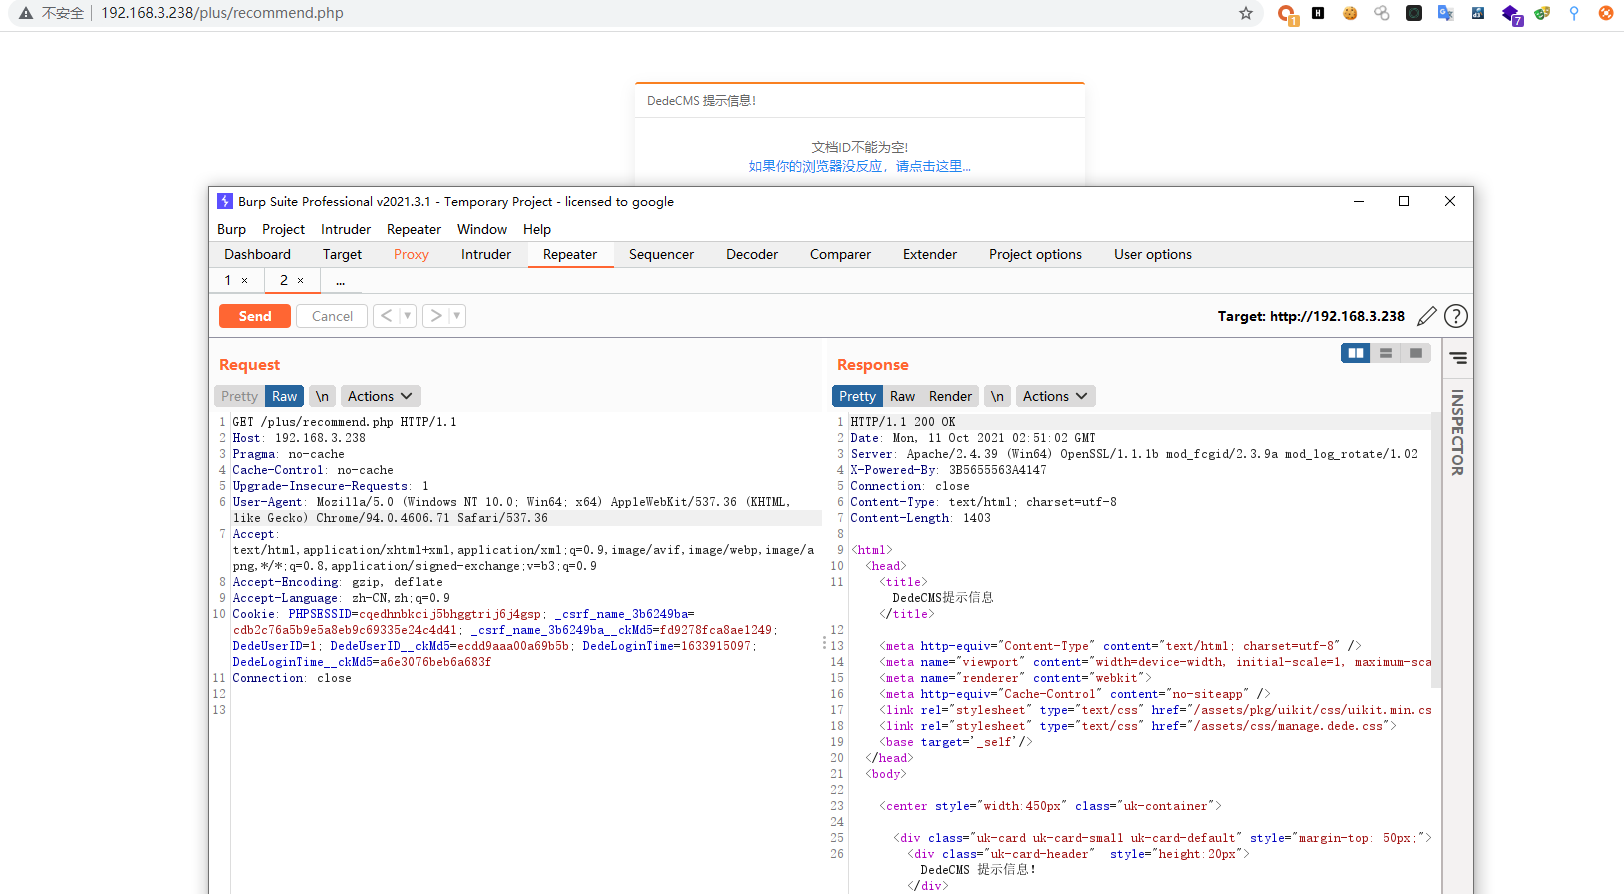 不安全 192.168.3.238/plus/recommend.php
1
7
DedeCMS 提示信息!
文档ID不能为空!
如果你的浏览器没反应，请点击这里...
Burp Suite Professional v2021.3.1 - Temporary Project - licensed to google
Burp Project Intruder Repeater Window Help
Dashboard Target Proxy Intruder Repeater Sequencer Decoder Comparer Extender Project options User options
1 × 2 × ...
Send Cancel < > Target: http://192.168.3.238 ?
Request
Pretty Raw \n Actions
1 GET /plus/recommend.php HTTP/1.1
2 Host: 192.168.3.238
3 Pragma: no-cache
4 Cache-Control: no-cache
5 Upgrade-Insecure-Requests: 1
6 User-Agent: Mozilla/5.0 (Windows NT 10.0; Win64; x64) AppleWebKit/537.36 (KHTML,
like Gecko) Chrome/94.0.4606.71 Safari/537.36
7 Accept:
text/html,application/xhtml+xml,application/xml;q=0.9,image/avif,image/webp,image/a
png,*/*;q=0.8,application/signed-exchange;v=b3;q=0.9
8 Accept-Encoding: gzip, deflate
9 Accept-Language: zh-CN,zh;q=0.9
10 Cookie: PHPSESSID=cqedhnbkcij5bhggtrij6j4gsp; _csrf_name_3b6249ba=
cdb2c76a5b9e5a8eb9c69335e24c4d41; _csrf_name_3b6249ba__ckMd5=fd9278fca8ae1249;
DedeUserID=1; DedeUserID__ckMd5=ecdd9aaa00a69b5b; DedeLoginTime=1633915097;
DedeLoginTime__ckMd5=a6e3076beb6a683f
11 Connection: close
12
13
Response
Pretty Raw Render \n Actions
1 HTTP/1.1 200 OK
2 Date: Mon, 11 Oct 2021 02:51:02 GMT
3 Server: Apache/2.4.39 (Win64) OpenSSL/1.1.1b mod_fcgid/2.3.9a mod_log_rotate/1.02
4 X-Powered-By: 3B5655563A4147
5 Connection: close
6 Content-Type: text/html; charset=utf-8
7 Content-Length: 1403
8
9 <html>
10 <head>
11 <title>
DedeCMS提示信息
</title>
12
13 <meta http-equiv="Content-Type" content="text/html; charset=utf-8" />
14 <meta name="viewport" content="width=device-width, initial-scale=1, maximum-sca
15 <meta name="renderer" content="webkit">
16 <meta http-equiv="Cache-Control" content="no-siteapp" />
17 <link rel="stylesheet" type="text/css" href="/assets/pkg/uikit/css/uikit.min.cs
18 <link rel="stylesheet" type="text/css" href="/assets/css/manage.dede.css">
19 <base target='_self'/>
20 </head>
21 <body>
22
23 <center style="width:450px" class="uk-container">
24
25 <div class="uk-card uk-card-small uk-card-default" style="margin-top: 50px;">
26 <div class="uk-card-header" style="height:20px">
DedeCMS 提示信息!
</div>
INSPECTOR